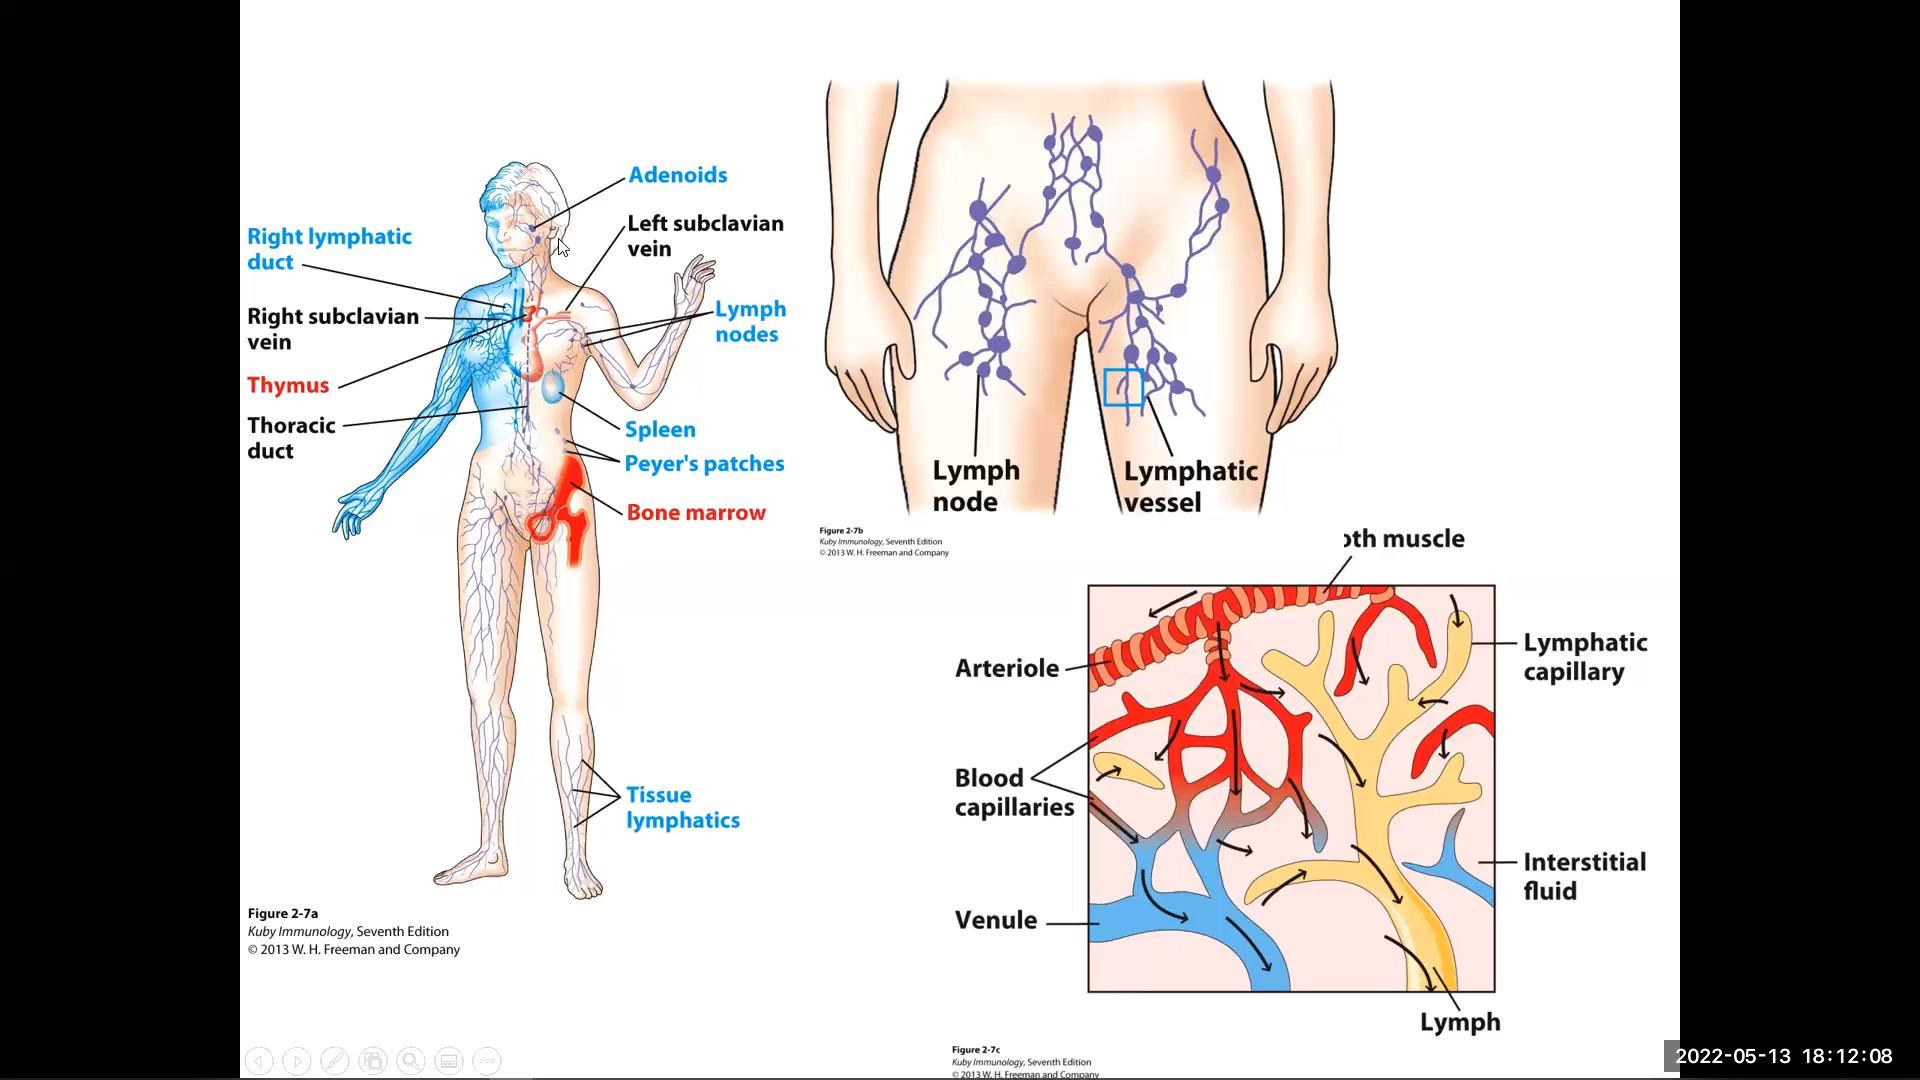 Adenoids
Left subclavian
vein
Right lymphatic
duct
Right subclavian
vein
Lymph
nodes
Thymus
Thoracic
duct
Spleen
Peyer's patches
Bone marrow
Tissue
lymphatics
Figure 2-7a
Kuby Immunology, Seventh Edition
© 2013 W. H. Freeman and Company
Lymph
node
Lymphatic
vessel
Figure 2-7b
Kuby Immunology, Seventh Edition
© 2013 W. H. Freeman and Company
oth muscle
Arteriole
Lymphatic
capillary
Blood
capillaries
Interstitial
fluid
Venule
Lymph
Figure 2-7c
Kuby Immunology, Seventh Edition
© 2013 W. H. Freeman and Company
2022-05-13 18:12:08